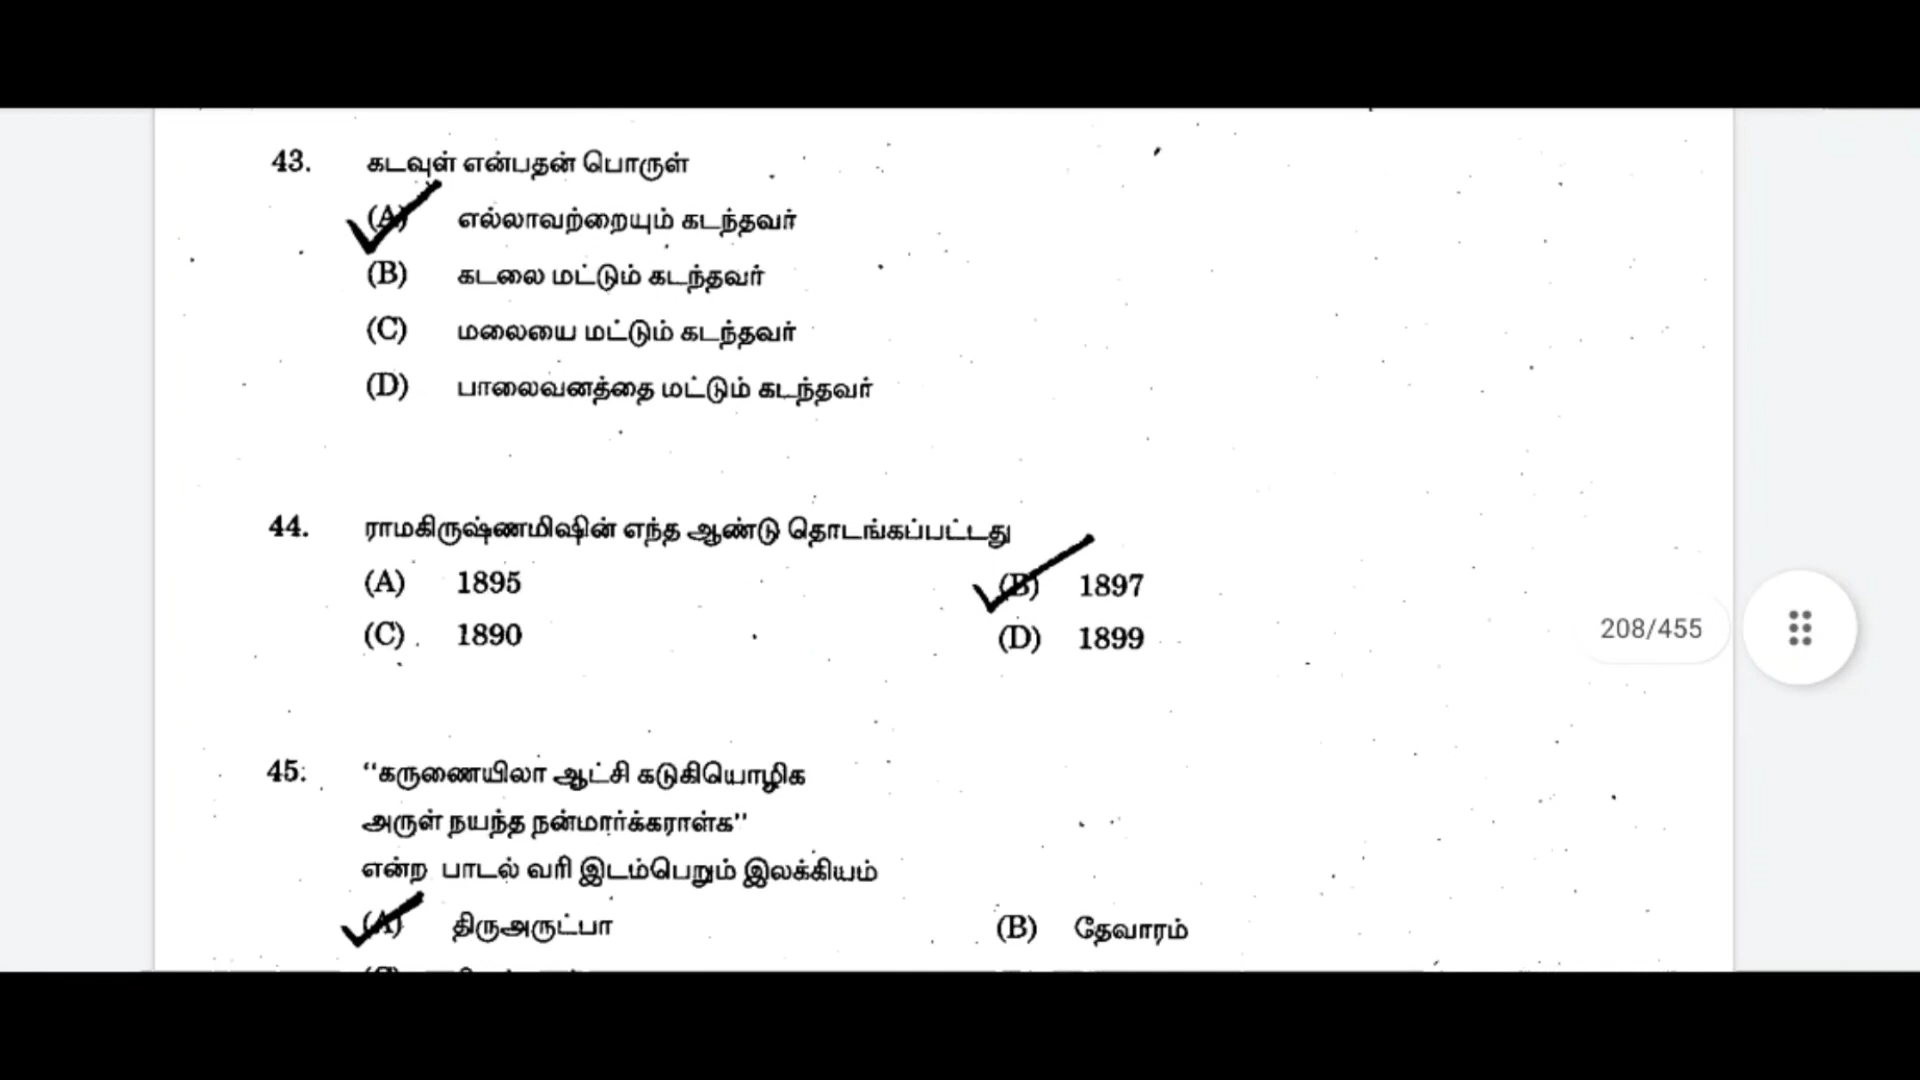 43. கடவுள் என்பதன் பொருள்
(A) எல்லாவற்றையும் கடந்தவர்
(B) கடலை மட்டும் கடந்தவர்
(C) மலையை மட்டும் கடந்தவர்
(D) பாலைவனத்தை மட்டும் கடந்தவர்
44. ராமகிருஷ்ணமிஷின் எந்த ஆண்டு தொடங்கப்பட்டது
(A) 1895 (B) 1897
(C) 1890 (D) 1899
208/455
45. “கருணையிலா ஆட்சி கடுகியொழிக
அருள் நயந்த நன்மார்க்கராள்க”
என்ற பாடல் வரி இடம்பெறும் இலக்கியம்
(A) திருஅருட்பா (B) தேவாரம்